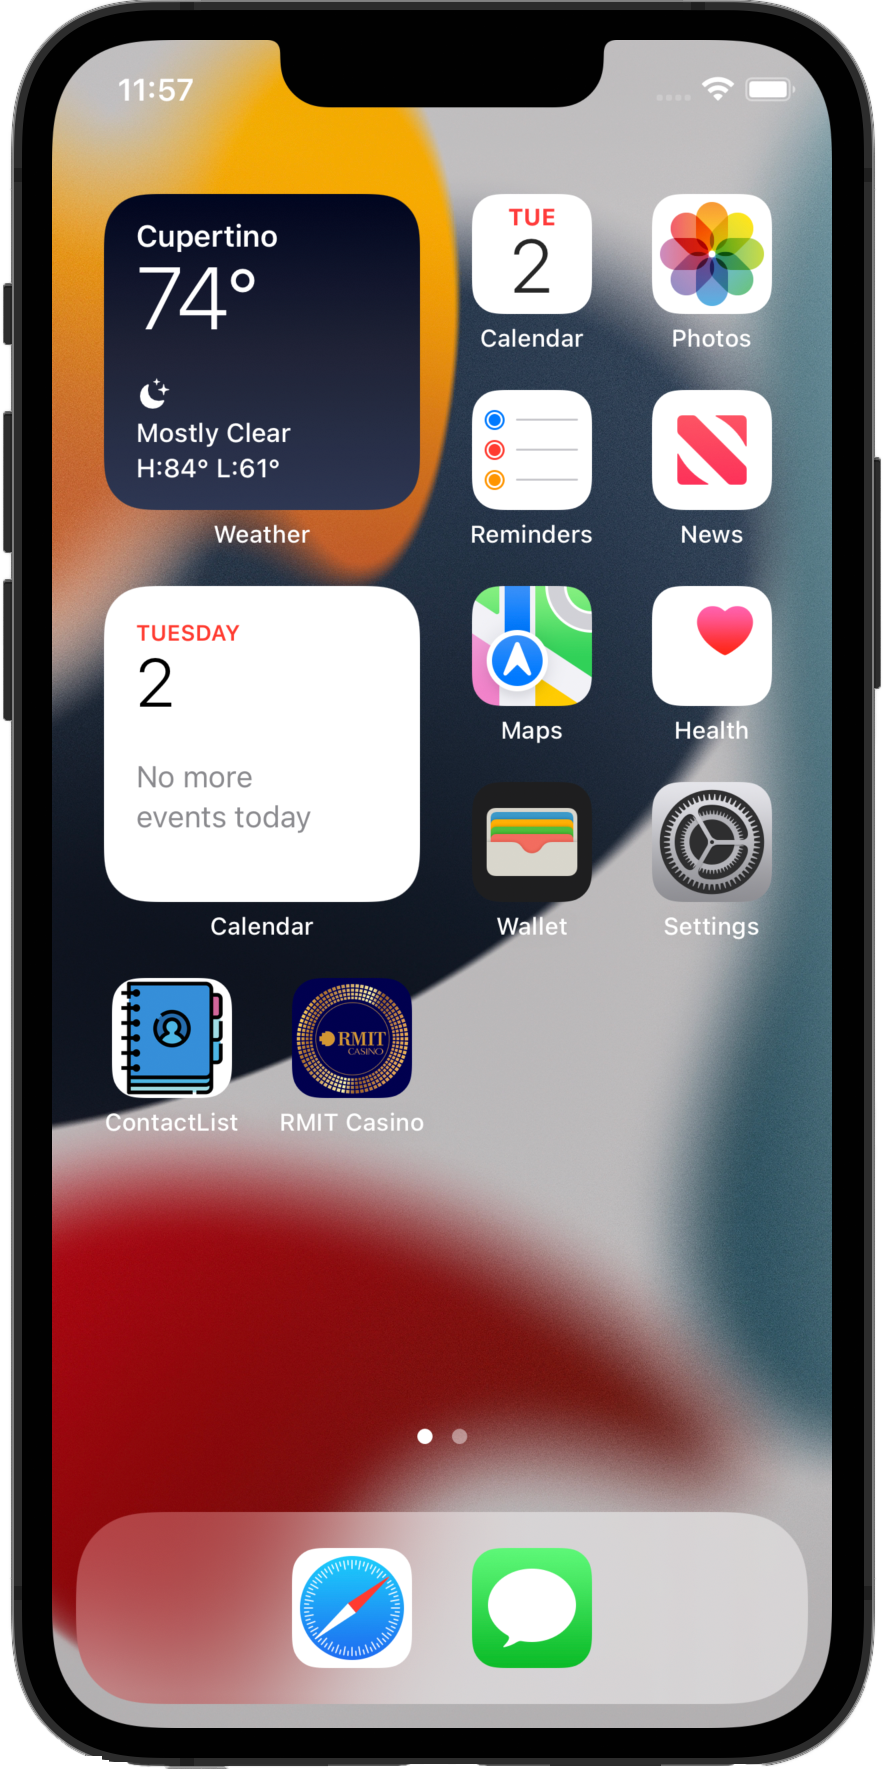 11:57
Cupertino
74°
Mostly Clear
H:84° L:61°
Weather
TUE
2
Calendar
Photos
Reminders
News
TUESDAY
2
No more
events today
Calendar
Maps
Health
Wallet
Settings
ContactList
RMIT
CASINO
RMIT Casino